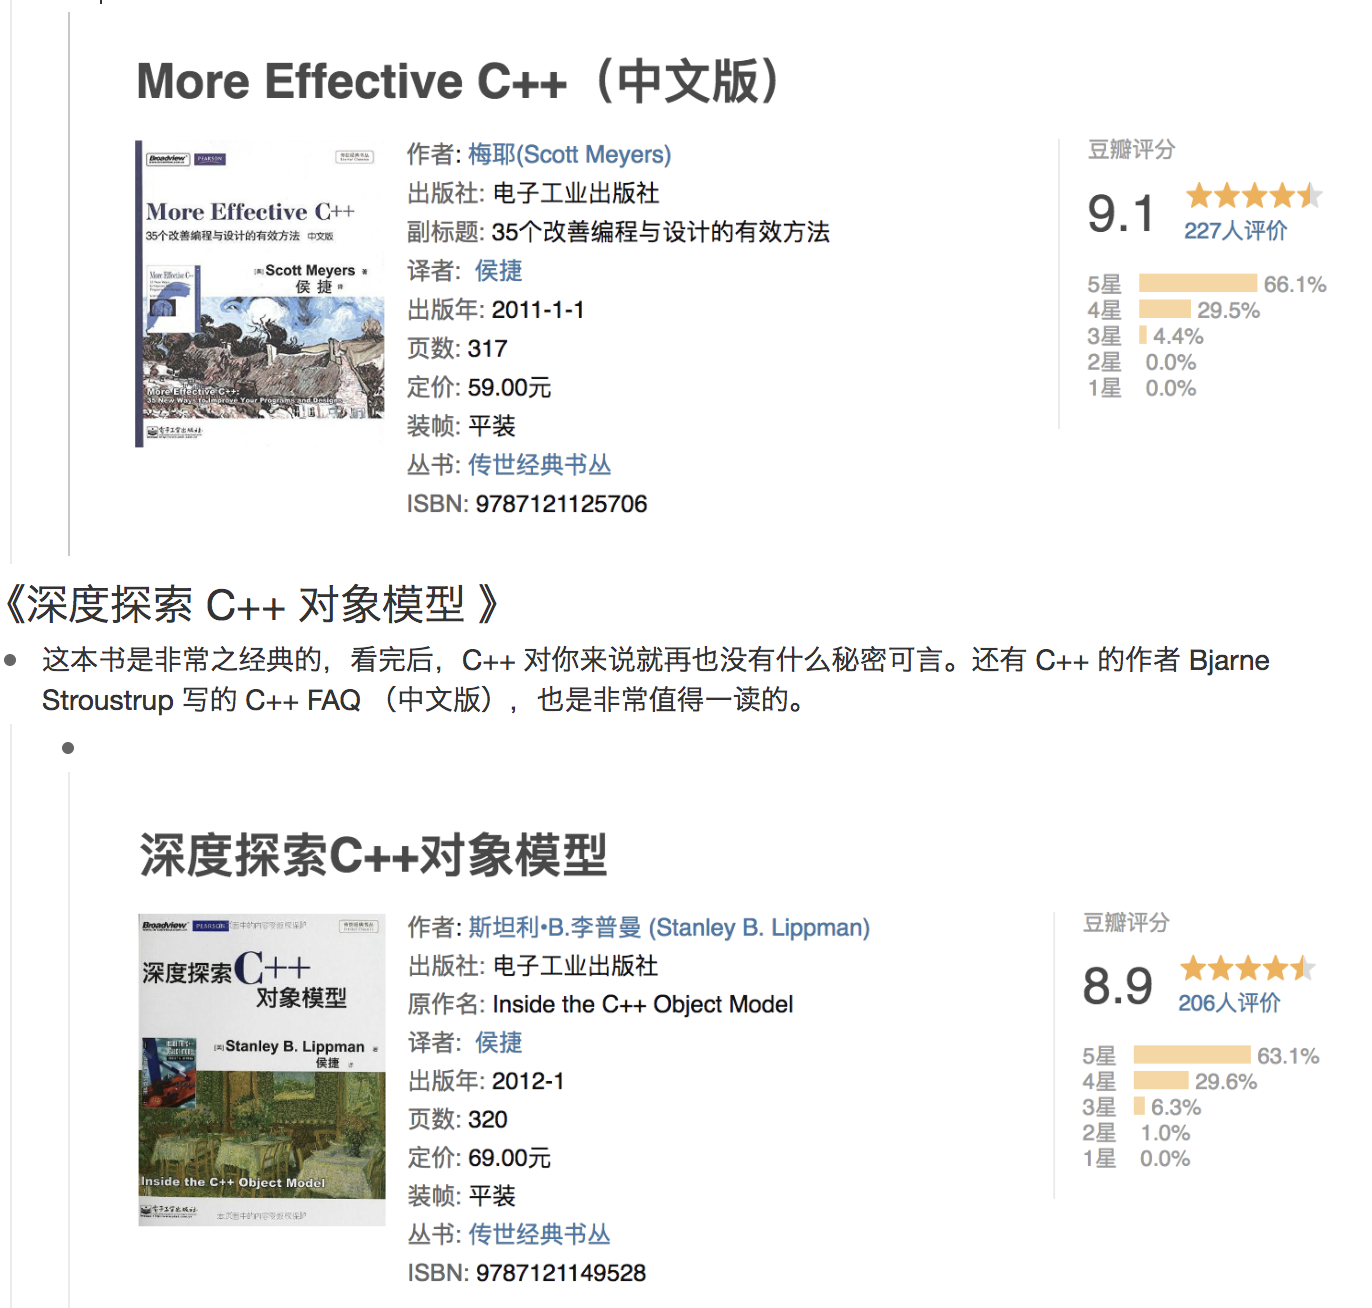 More Effective C++（中文版）
Broadview PEARSON
More Effective C++
35个改善编程与设计的有效方法 中文版
More Effective C++
[美] Scott Meyers 著
侯 捷 译
More Effective C++:
35 New Ways to Improve Your Programs and Designs
电子工业出版社
作者: 梅耶(Scott Meyers)
出版社: 电子工业出版社
副标题: 35个改善编程与设计的有效方法
译者: 侯捷
出版年: 2011-1-1
页数: 317
定价: 59.00元
装帧: 平装
丛书: 传世经典书丛
ISBN: 9787121125706
豆瓣评分
9.1
227人评价
5星 66.1%
4星 29.5%
3星 4.4%
2星 0.0%
1星 0.0%
《深度探索 C++ 对象模型 》
这本书是非常之经典的，看完后，C++ 对你来说就再也没有什么秘密可言。还有 C++ 的作者 Bjarne
Stroustrup 写的 C++ FAQ （中文版），也是非常值得一读的。
深度探索C++对象模型
Broadview PEARSON
深度探索C++
对象模型
[美] Stanley B. Lippman 著
侯捷 译
Inside the C++ Object Model
电子工业出版社
作者: 斯坦利•B.李普曼 (Stanley B. Lippman)
出版社: 电子工业出版社
原作名: Inside the C++ Object Model
译者: 侯捷
出版年: 2012-1
页数: 320
定价: 69.00元
装帧: 平装
丛书: 传世经典书丛
ISBN: 9787121149528
豆瓣评分
8.9
206人评价
5星 63.1%
4星 29.6%
3星 6.3%
2星 1.0%
1星 0.0%